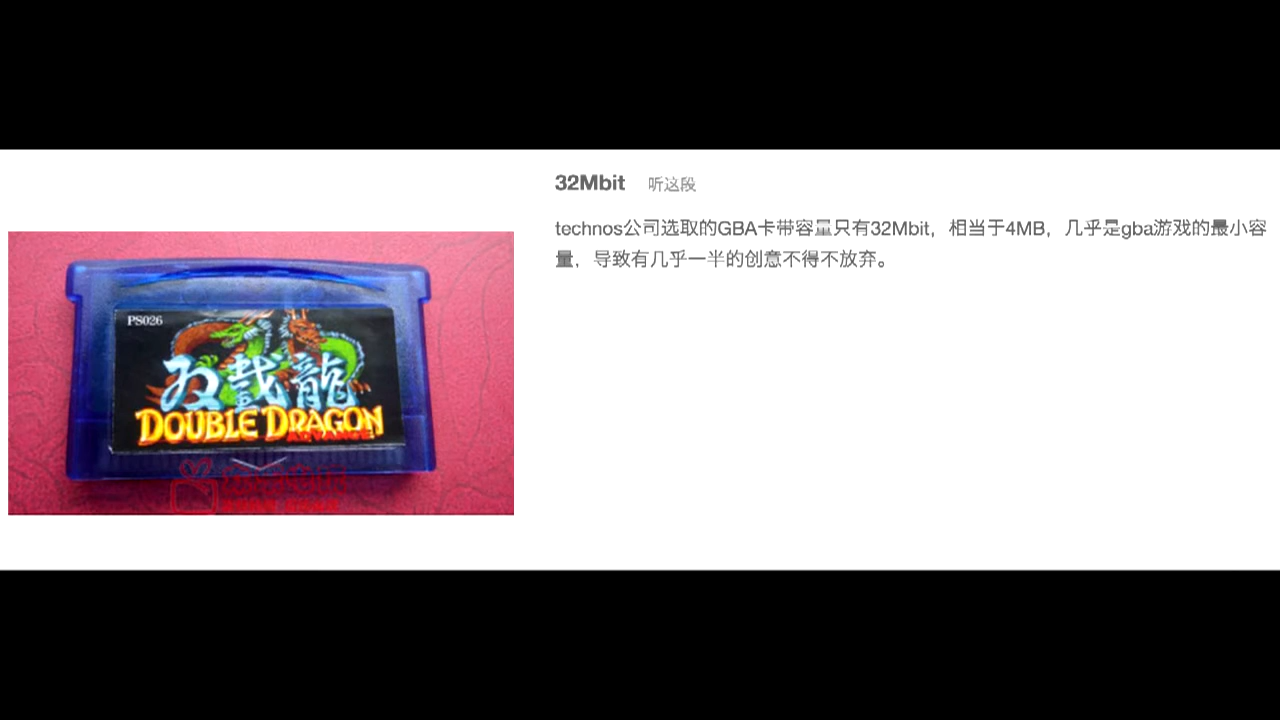 32Mbit 听这段
technos公司选取的GBA卡带容量只有32Mbit，相当于4MB，几乎是gba游戏的最小容
量，导致有几乎一半的创意不得不放弃。
PS026
双截龍
DOUBLE DRAGON
ADVANCE